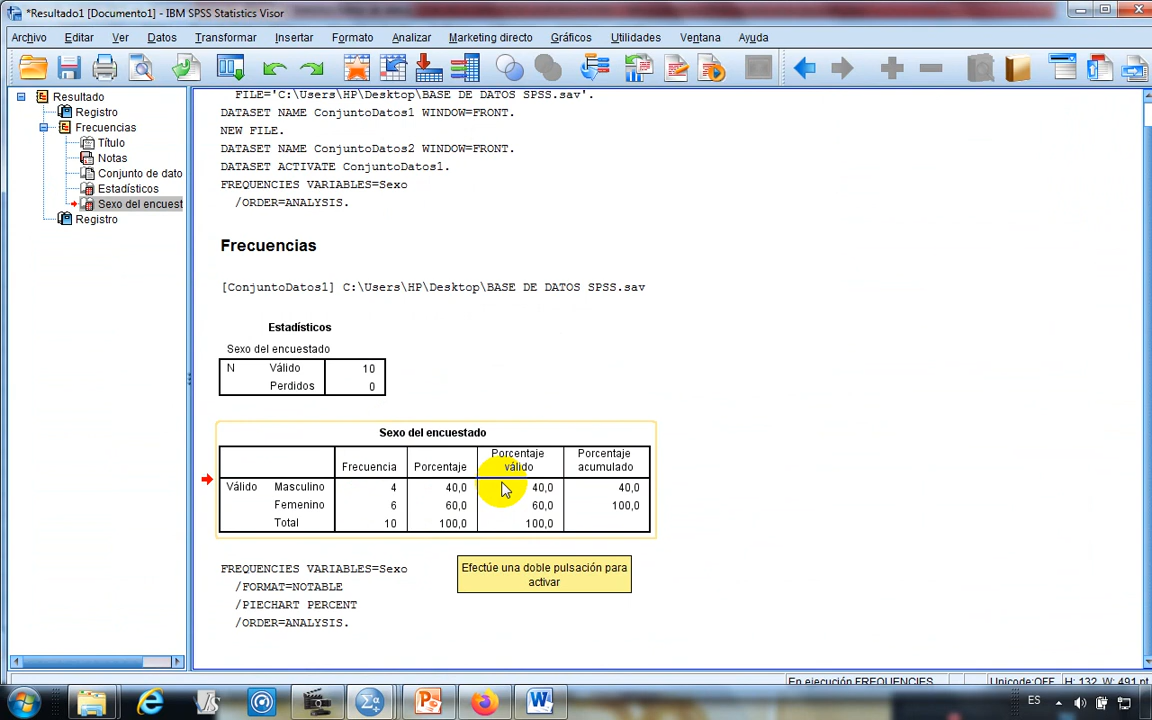 *Resultado1 [Documento1] - IBM SPSS Statistics Visor
Archivo Editar Ver Datos Transformar Insertar Formato Analizar Marketing directo Gráficos Utilidades Ventana Ayuda
Resultado
Registro
Frecuencias
Título
Notas
Conjunto de dato
Estadísticos
Sexo del encuest
Registro
FILE='C:\Users\HP\Desktop\BASE DE DATOS SPSS.sav'.
DATASET NAME ConjuntoDatos1 WINDOW=FRONT.
NEW FILE.
DATASET NAME ConjuntoDatos2 WINDOW=FRONT.
DATASET ACTIVATE ConjuntoDatos1.
FREQUENCIES VARIABLES=Sexo
/ORDER=ANALYSIS.
Frecuencias
[ConjuntoDatos1] C:\Users\HP\Desktop\BASE DE DATOS SPSS.sav
Estadísticos
Sexo del encuestado
N Válido 10
Perdidos 0
Sexo del encuestado
Frecuencia Porcentaje Porcentaje válido Porcentaje acumulado
Válido Masculino 4 40,0 40,0 40,0
Femenino 6 60,0 60,0 100,0
Total 10 100,0 100,0
Efectúe una doble pulsación para
activar
FREQUENCIES VARIABLES=Sexo
/FORMAT=NOTABLE
/PIECHART PERCENT
/ORDER=ANALYSIS.
En ejecución FREQUENCIES Unicode:OFF H: 132, W: 491 pt
ES